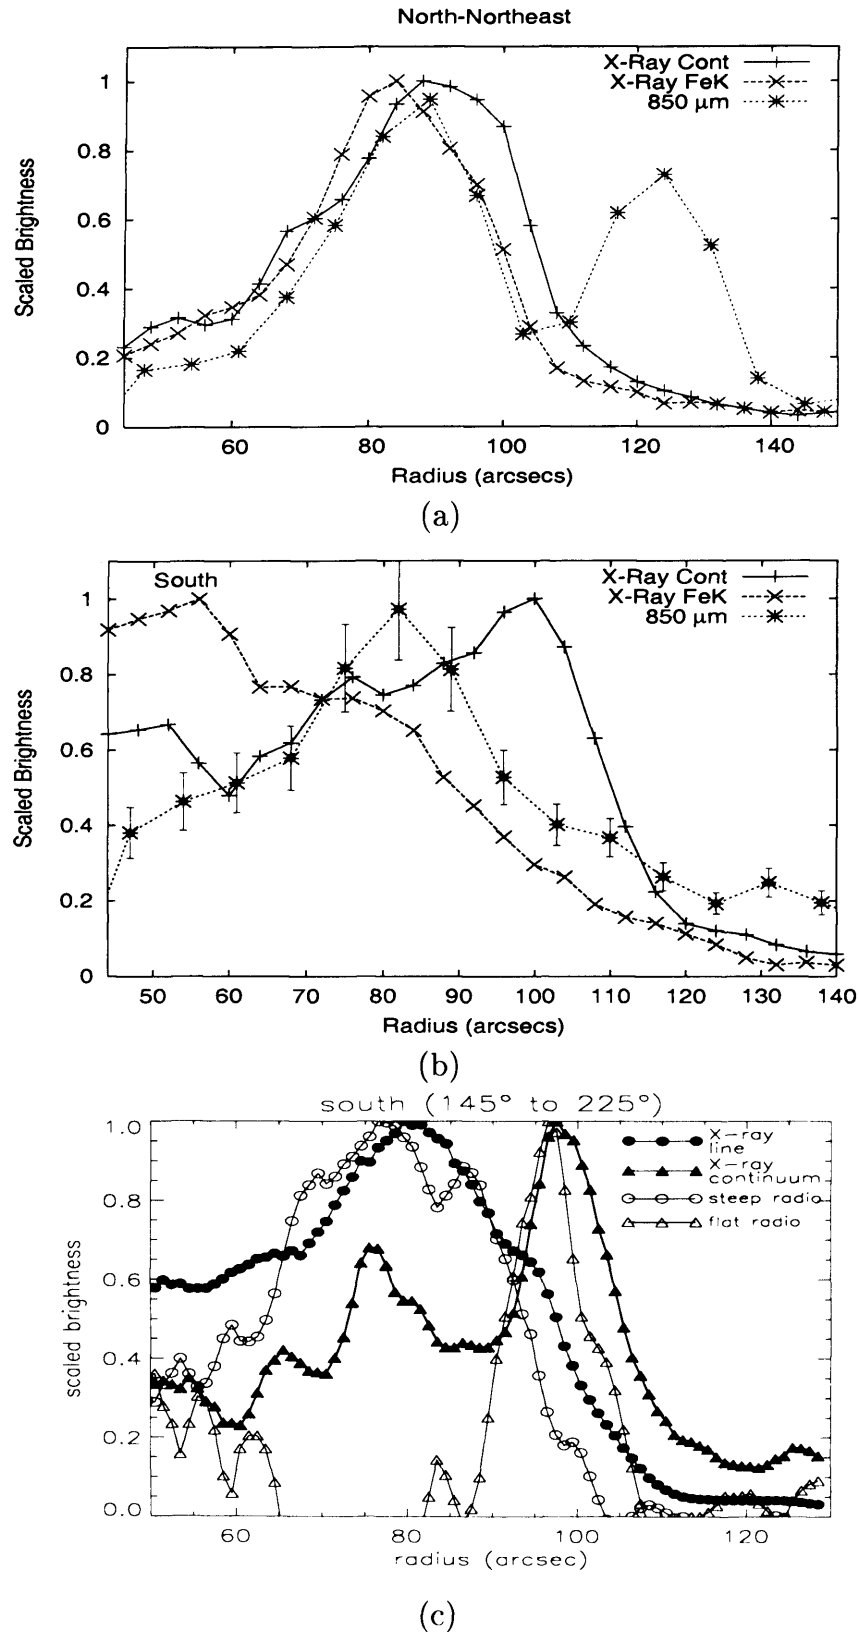 North-Northeast
X-Ray Cont
X-Ray FeK
850 μm
1
0.8
0.6
0.4
0.2
0
Scaled Brightness
60 80 100 120 140
Radius (arcsecs)
(a)
South
X-Ray Cont
X-Ray FeK
850 μm
1
0.8
0.6
0.4
0.2
0
Scaled Brightness
50 60 70 80 90 100 110 120 130 140
Radius (arcsecs)
(b)
south (145° to 225°)
X-ray line
X-ray continuum
steep radio
flat radio
1.0
0.8
0.6
0.4
0.2
0.0
scaled brightness
60 80 100 120
radius (arcsec)
(c)